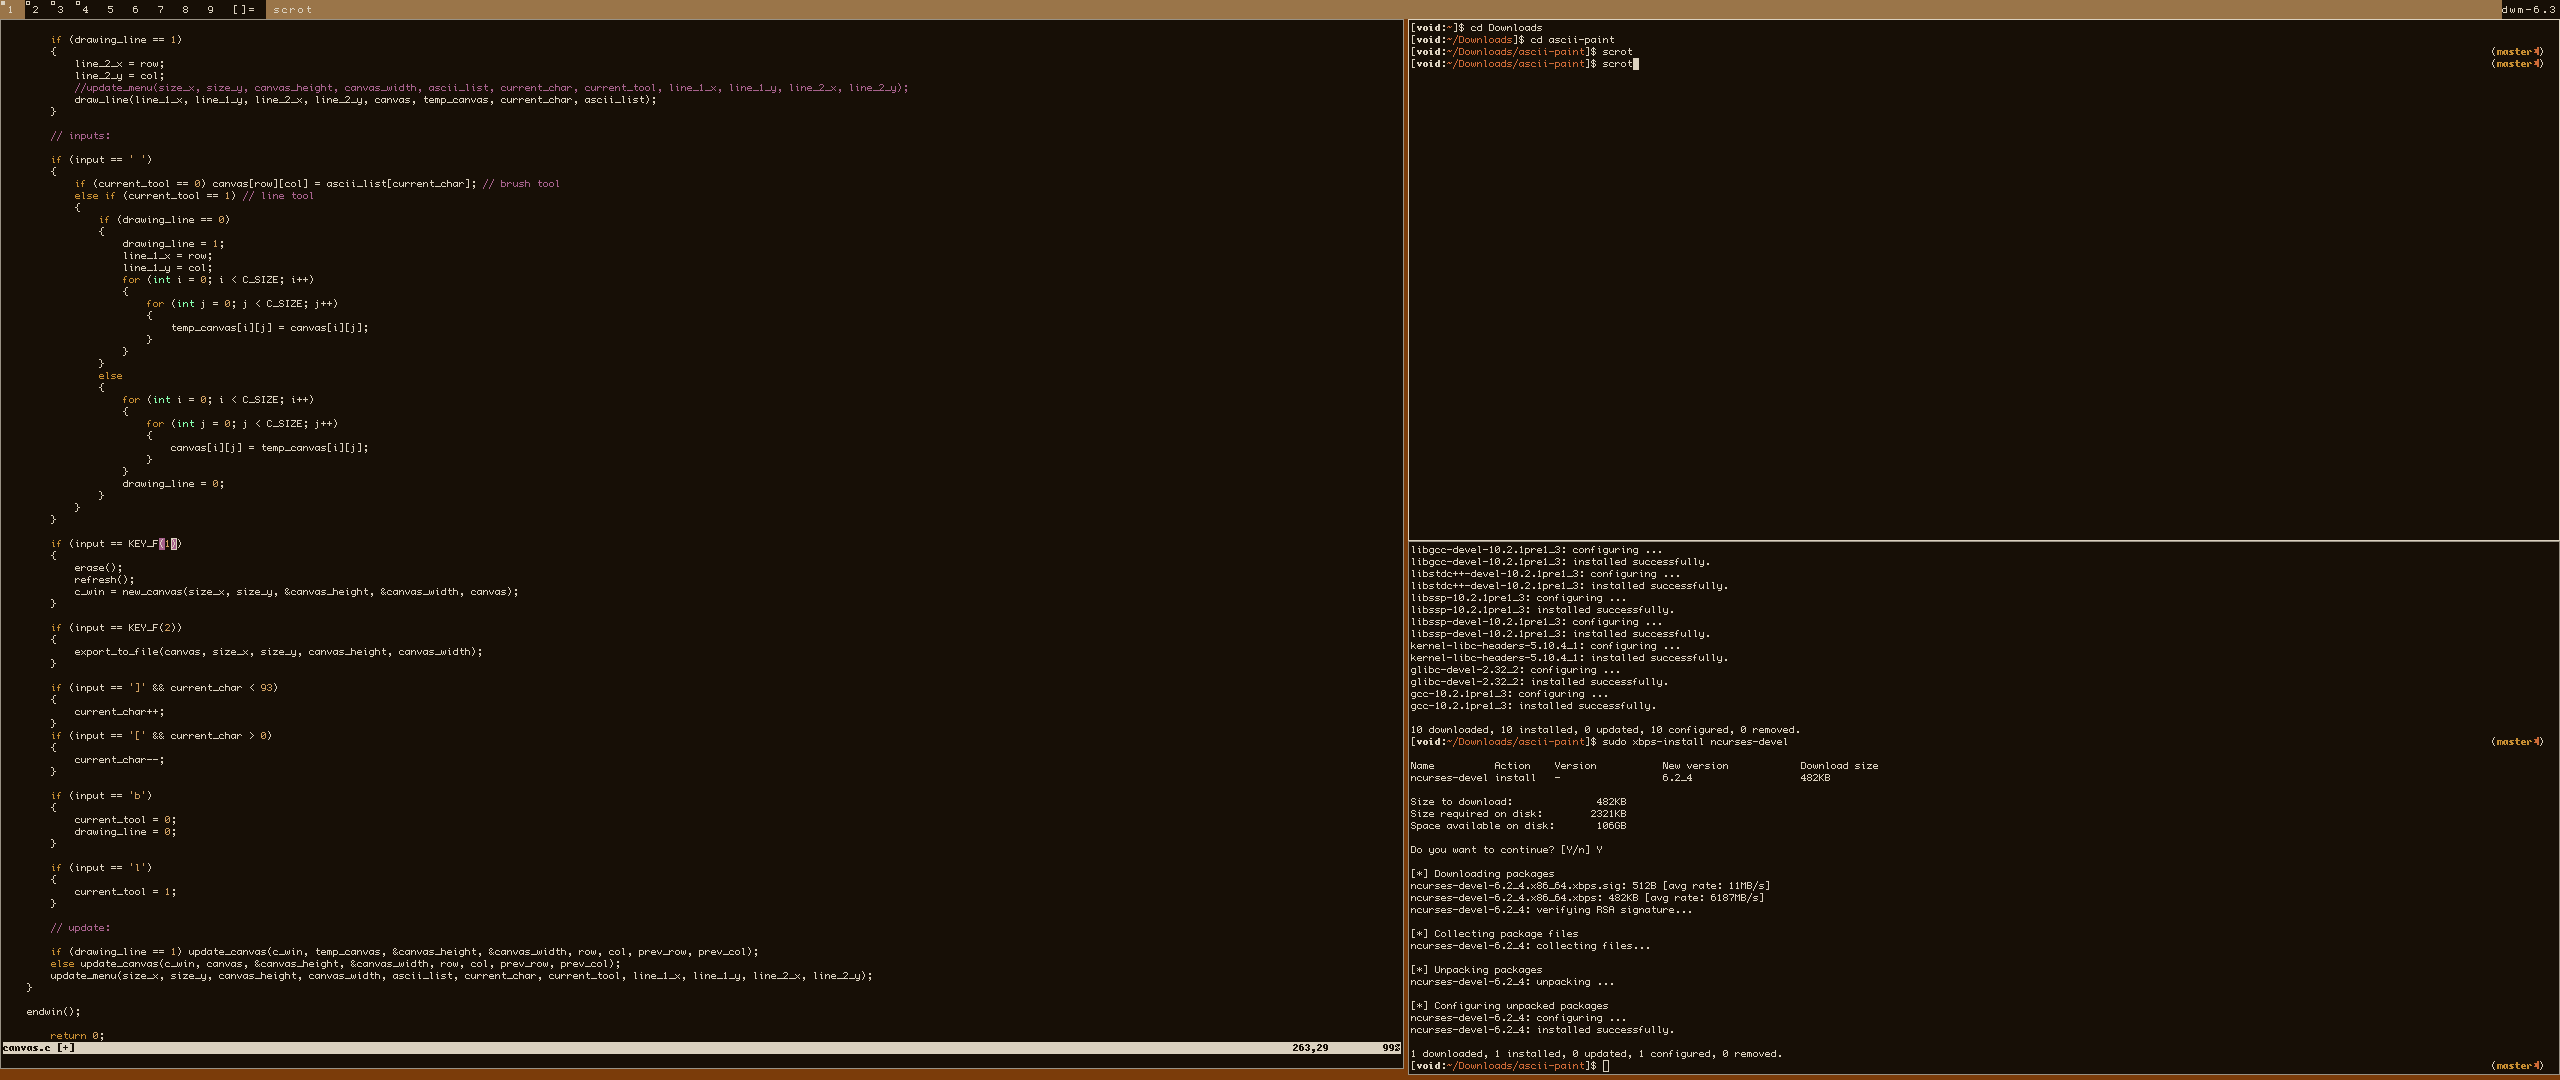 1 2 3 4 5 6 7 8 9 []= scrot dwm-6.3
if (drawing_line == 1)
{
line_2_x = row;
line_2_y = col;
//update_menu(size_x, size_y, canvas_height, canvas_width, ascii_list, current_char, current_tool, line_1_x, line_1_y, line_2_x, line_2_y);
draw_line(line_1_x, line_1_y, line_2_x, line_2_y, canvas, temp_canvas, current_char, ascii_list);
}
// inputs:
if (input == ' ')
{
if (current_tool == 0) canvas[row][col] = ascii_list[current_char]; // brush tool
else if (current_tool == 1) // line tool
{
if (drawing_line == 0)
{
drawing_line = 1;
line_1_x = row;
line_1_y = col;
for (int i = 0; i < C_SIZE; i++)
{
for (int j = 0; j < C_SIZE; j++)
{
temp_canvas[i][j] = canvas[i][j];
}
}
}
else
{
for (int i = 0; i < C_SIZE; i++)
{
for (int j = 0; j < C_SIZE; j++)
{
canvas[i][j] = temp_canvas[i][j];
}
}
drawing_line = 0;
}
}
}
if (input == KEY_F(1))
{
erase();
refresh();
c_win = new_canvas(size_x, size_y, &canvas_height, &canvas_width, canvas);
}
if (input == KEY_F(2))
{
export_to_file(canvas, size_x, size_y, canvas_height, canvas_width);
}
if (input == ']' && current_char < 93)
{
current_char++;
}
if (input == '[' && current_char > 0)
{
current_char--;
}
if (input == 'b')
{
current_tool = 0;
drawing_line = 0;
}
if (input == 'l')
{
current_tool = 1;
}
// update:
if (drawing_line == 1) update_canvas(c_win, temp_canvas, &canvas_height, &canvas_width, row, col, prev_row, prev_col);
else update_canvas(c_win, canvas, &canvas_height, &canvas_width, row, col, prev_row, prev_col);
update_menu(size_x, size_y, canvas_height, canvas_width, ascii_list, current_char, current_tool, line_1_x, line_1_y, line_2_x, line_2_y);
}
endwin();
return 0;
canvas.c [+] 263,29 99%
[void:~]$ cd Downloads
[void:~/Downloads]$ cd ascii-paint
[void:~/Downloads/ascii-paint]$ scrot (master*)
[void:~/Downloads/ascii-paint]$ scrot (master*)
libgcc-devel-10.2.1pre1_3: configuring ...
libgcc-devel-10.2.1pre1_3: installed successfully.
libstdc++-devel-10.2.1pre1_3: configuring ...
libstdc++-devel-10.2.1pre1_3: installed successfully.
libssp-10.2.1pre1_3: configuring ...
libssp-10.2.1pre1_3: installed successfully.
libssp-devel-10.2.1pre1_3: configuring ...
libssp-devel-10.2.1pre1_3: installed successfully.
kernel-libc-headers-5.10.4_1: configuring ...
kernel-libc-headers-5.10.4_1: installed successfully.
glibc-devel-2.32_2: configuring ...
glibc-devel-2.32_2: installed successfully.
gcc-10.2.1pre1_3: configuring ...
gcc-10.2.1pre1_3: installed successfully.
10 downloaded, 10 installed, 0 updated, 10 configured, 0 removed.
[void:~/Downloads/ascii-paint]$ sudo xbps-install ncurses-devel (master*)
Name Action Version New version Download size
ncurses-devel install - 6.2_4 482KB
Size to download: 482KB
Size required on disk: 2321KB
Space available on disk: 106GB
Do you want to continue? [Y/n] Y
[*] Downloading packages
ncurses-devel-6.2_4.x86_64.xbps.sig: 512B [avg rate: 11MB/s]
ncurses-devel-6.2_4.x86_64.xbps: 482KB [avg rate: 6187MB/s]
ncurses-devel-6.2_4: verifying RSA signature...
[*] Collecting package files
ncurses-devel-6.2_4: collecting files...
[*] Unpacking packages
ncurses-devel-6.2_4: unpacking ...
[*] Configuring unpacked packages
ncurses-devel-6.2_4: configuring ...
ncurses-devel-6.2_4: installed successfully.
1 downloaded, 1 installed, 0 updated, 1 configured, 0 removed.
[void:~/Downloads/ascii-paint]$ (master*)